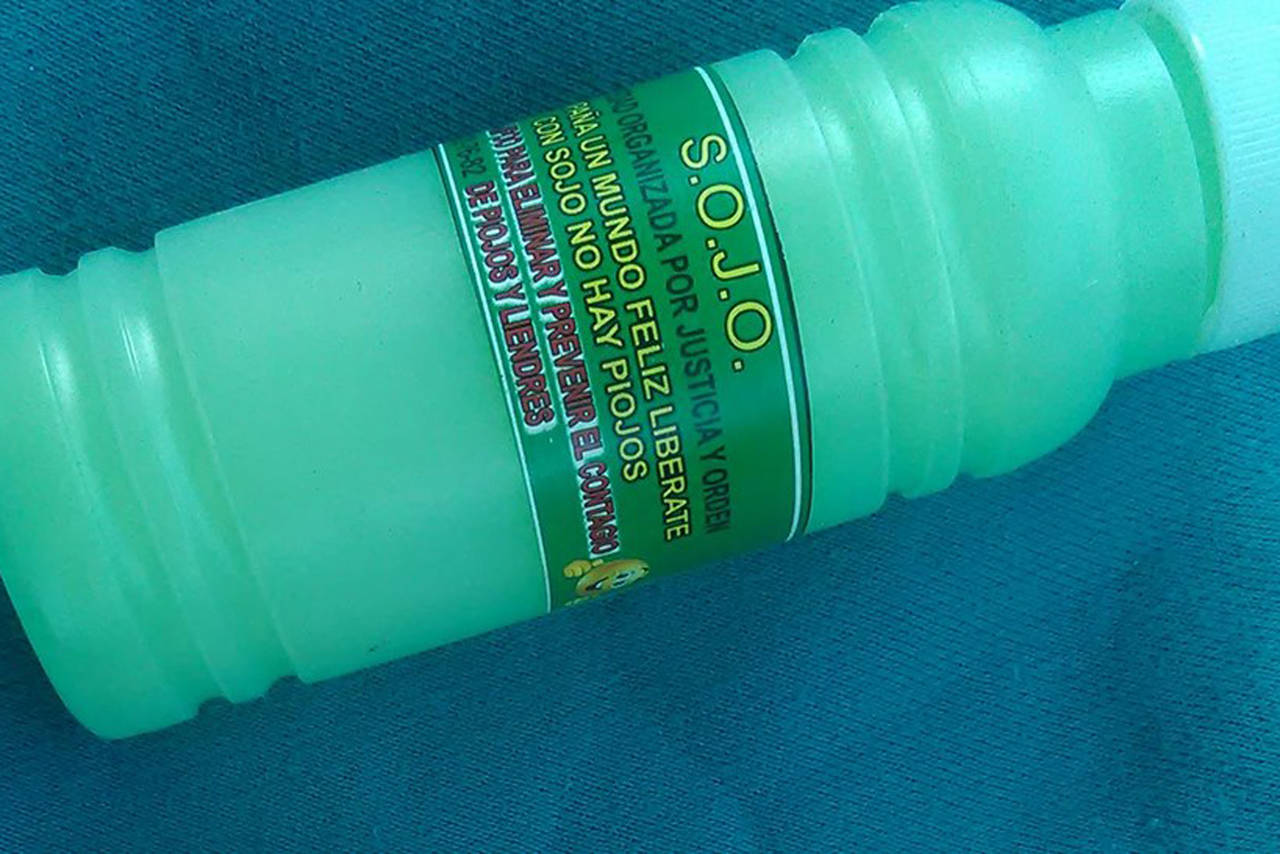 S.O.J.O.
ORGANIZADA POR JUSTICIA Y ORDEN
UN MUNDO FELIZ LIBERATE
CON SOJO NO HAY PIOJOS
PARA ELIMINAR Y PREVENIR EL CONTAGIO
DE PIOJOS Y LIENDRES